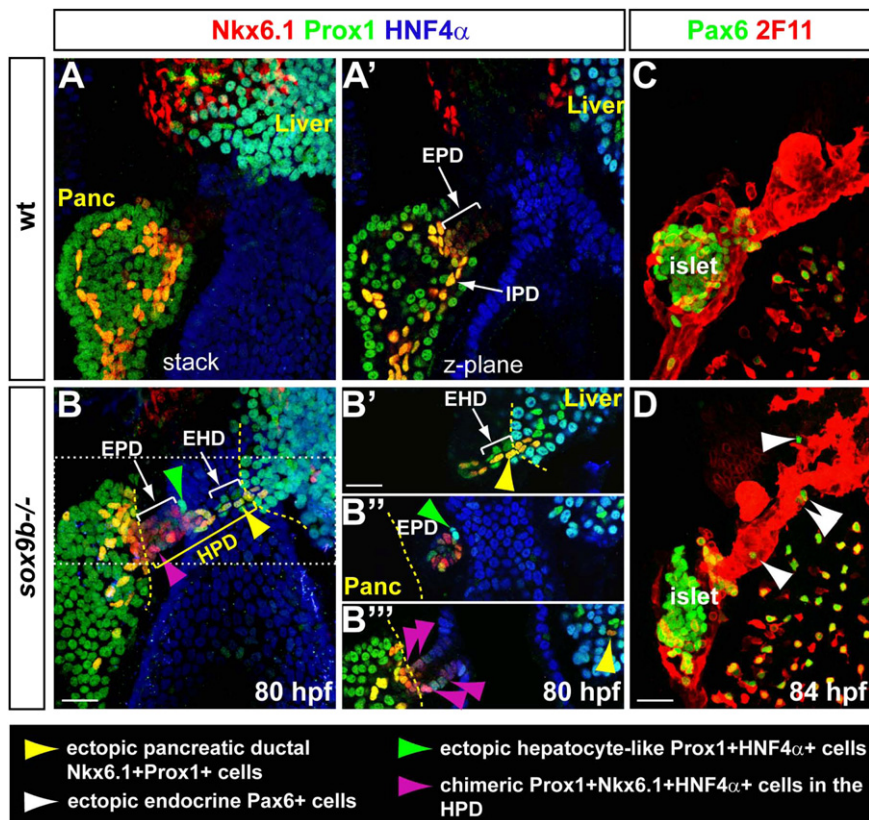 Nkx6.1 Prox1 HNF4α
Pax6 2F11
wt
A
Liver
Panc
stack
A'
EPD
IPD
z-plane
C
islet
sox9b-/-
B
EPD
EHD
HPD
80 hpf
B'
EHD
Liver
B''
EPD
Panc
B'''
80 hpf
D
islet
84 hpf
ectopic pancreatic ductal
Nkx6.1+Prox1+ cells
ectopic endocrine Pax6+ cells
ectopic hepatocyte-like Prox1+HNF4α+ cells
chimeric Prox1+Nkx6.1+HNF4α+ cells in the
HPD